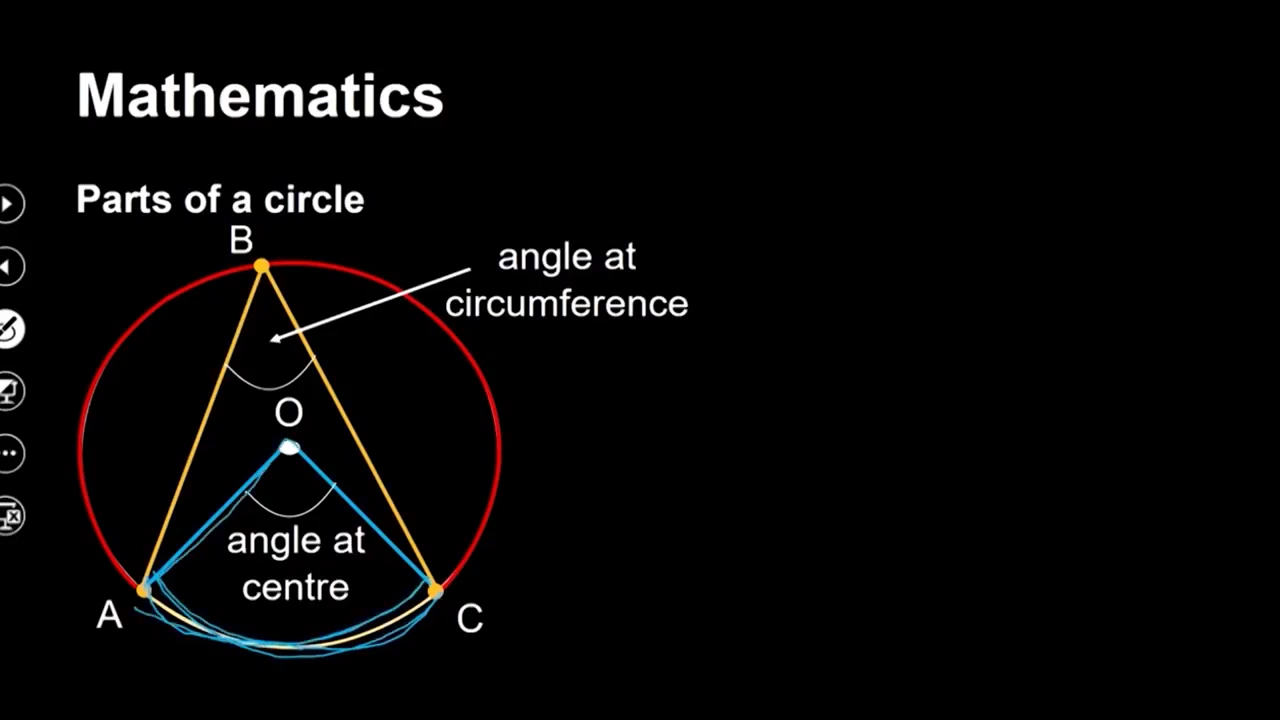 Mathematics
Parts of a circle
B
angle at
circumference
O
angle at
centre
A
C